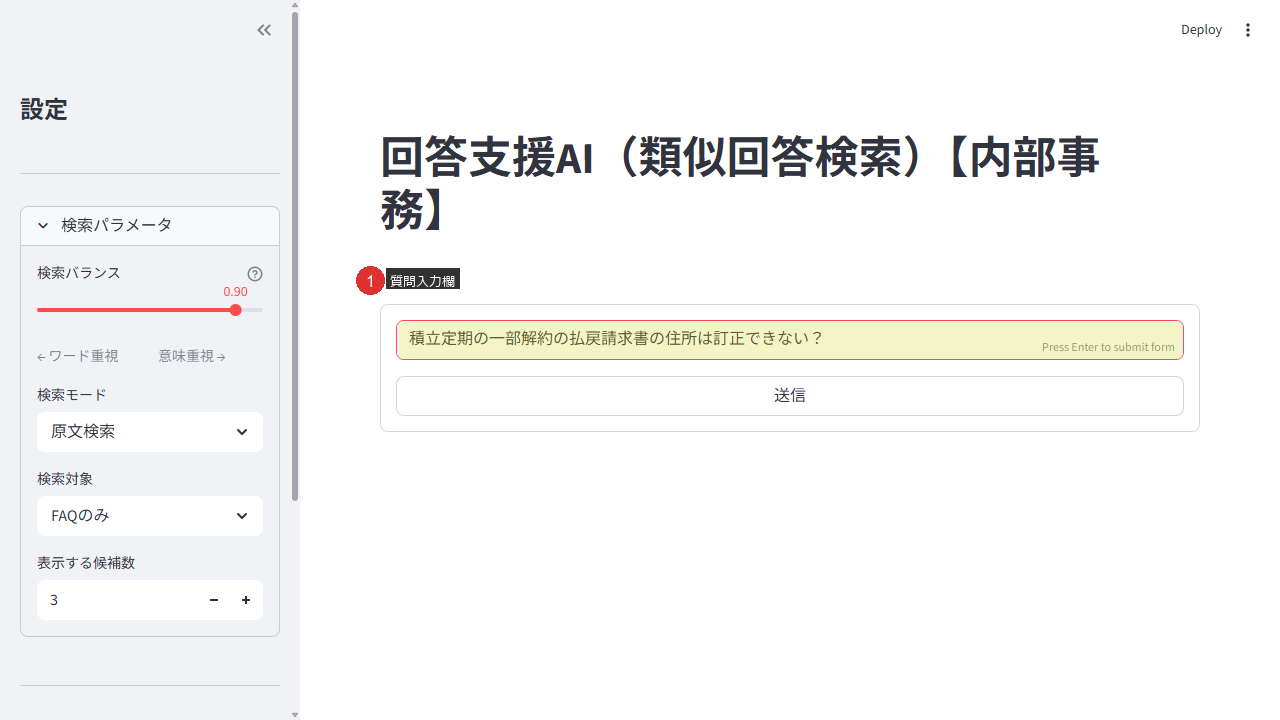 Deploy
設定
検索パラメータ
検索バランス
0.90
←ワード重視 意味重視→
検索モード
原文検索
検索対象
FAQのみ
表示する候補数
3
回答支援AI（類似回答検索）【内部事
務】
1 質問入力欄
積立定期の一部解約の払戻請求書の住所は訂正できない？
Press Enter to submit form
送信